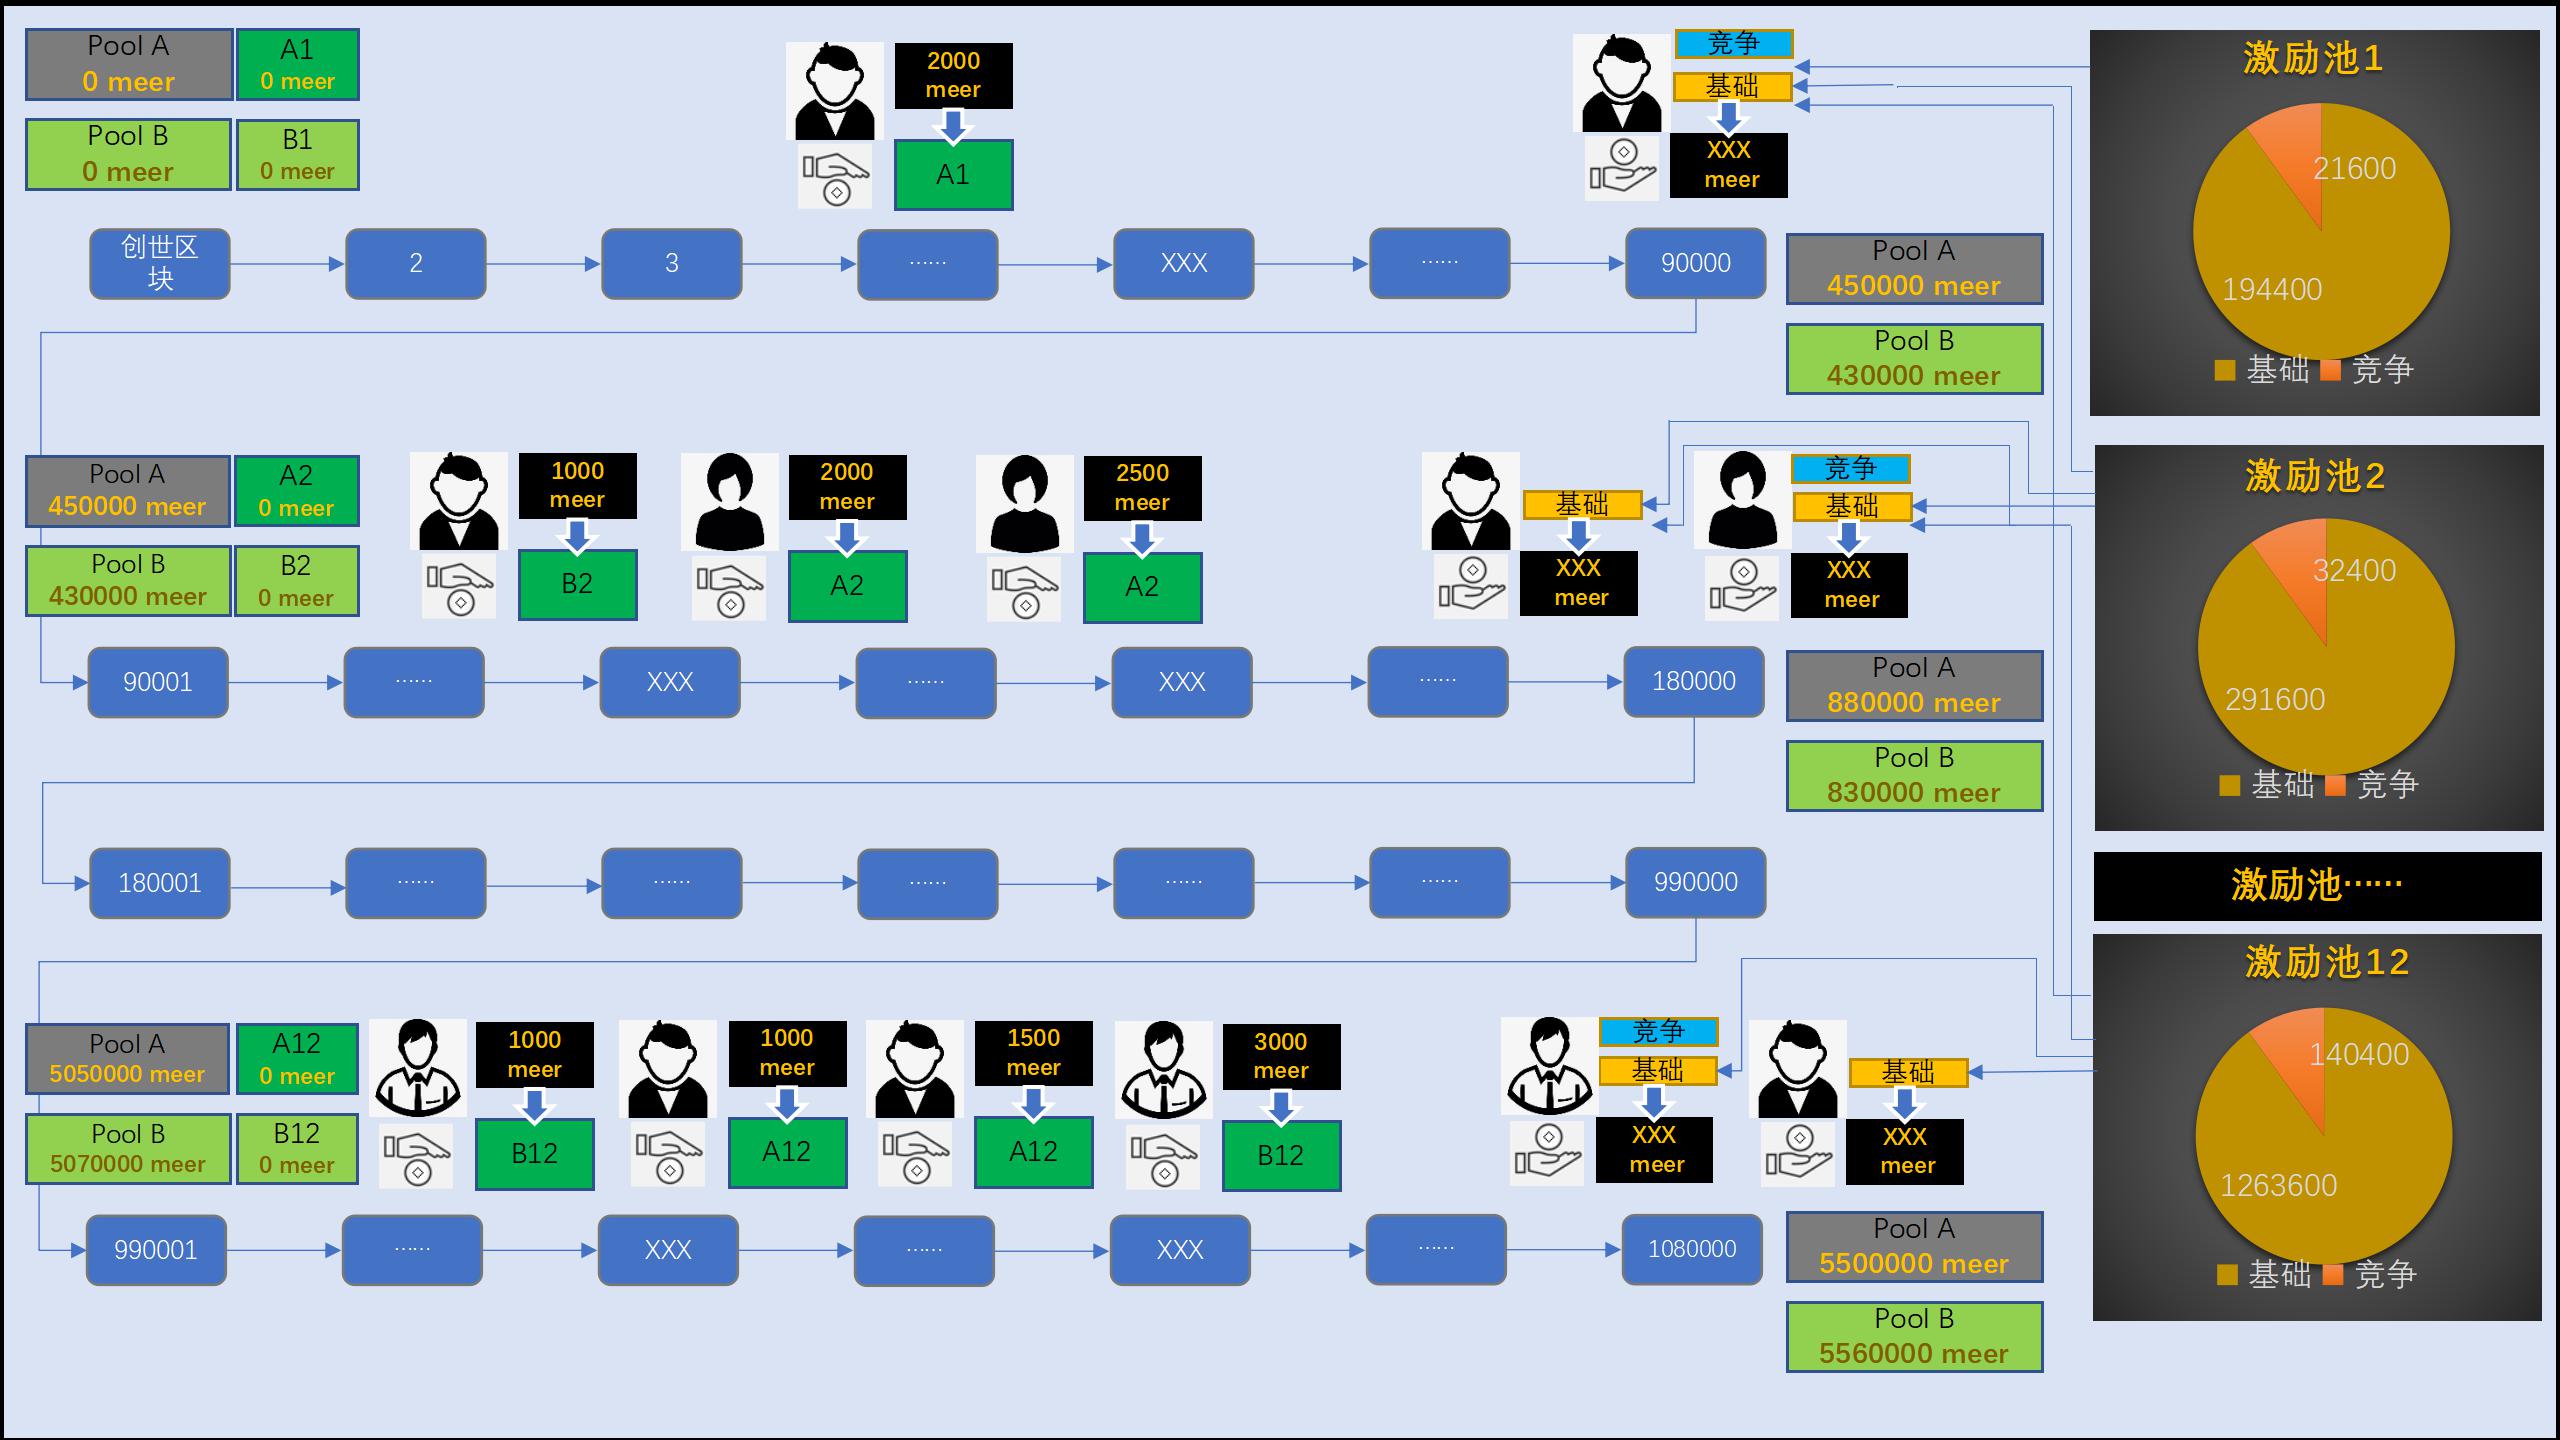 Pool A
0 meer
A1
0 meer
Pool B
0 meer
B1
0 meer
2000
meer
A1
竞争
基础
XXX
meer
激励池1
21600
194400
基础 竞争
创世区
块
2
3
……
XXX
……
90000
Pool A
450000 meer
Pool B
430000 meer
Pool A
450000 meer
A2
0 meer
Pool B
430000 meer
B2
0 meer
1000
meer
B2
2000
meer
A2
2500
meer
A2
基础
XXX
meer
竞争
基础
XXX
meer
激励池2
32400
291600
基础 竞争
90001
……
XXX
……
XXX
……
180000
Pool A
880000 meer
Pool B
830000 meer
180001
……
……
……
……
……
990000
激励池……
Pool A
5050000 meer
A12
0 meer
Pool B
5070000 meer
B12
0 meer
1000
meer
B12
1000
meer
A12
1500
meer
A12
3000
meer
B12
竞争
基础
XXX
meer
基础
XXX
meer
激励池12
140400
1263600
基础 竞争
990001
……
XXX
……
XXX
……
1080000
Pool A
5500000 meer
Pool B
5560000 meer